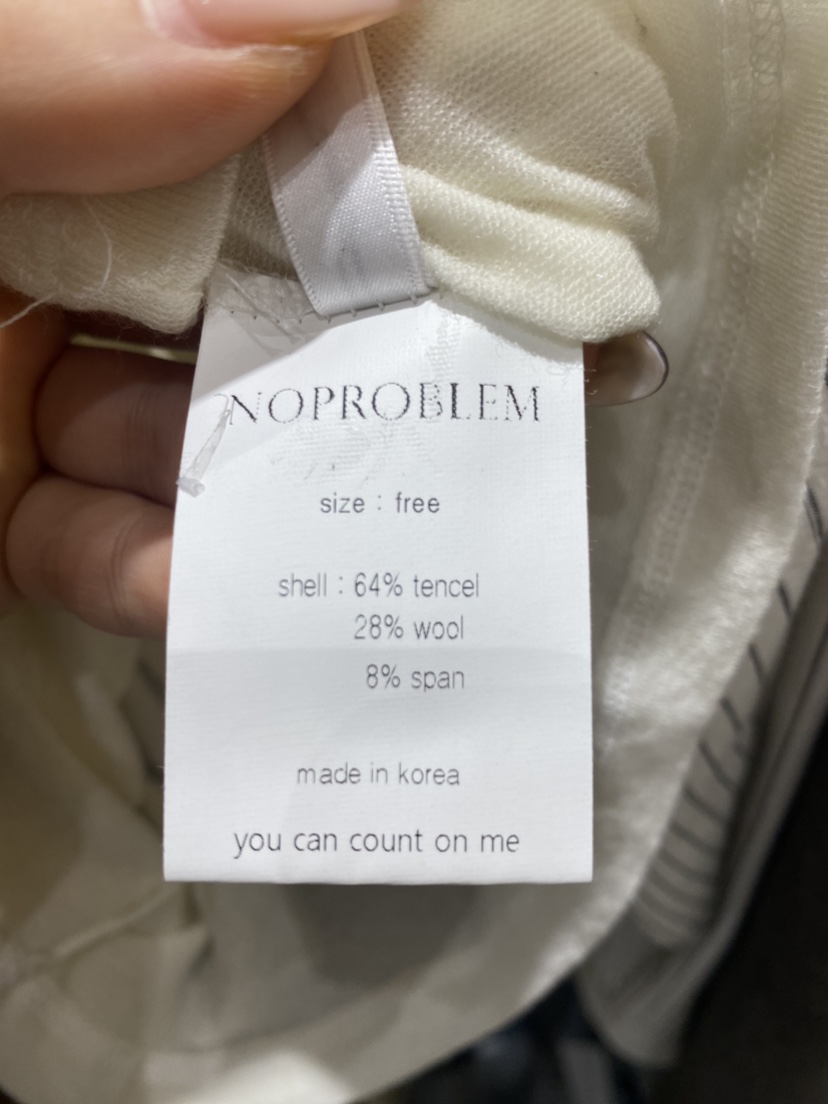 NOPROBLEM
size : free
shell : 64% tencel
28% wool
8% span
made in korea
you can count on me